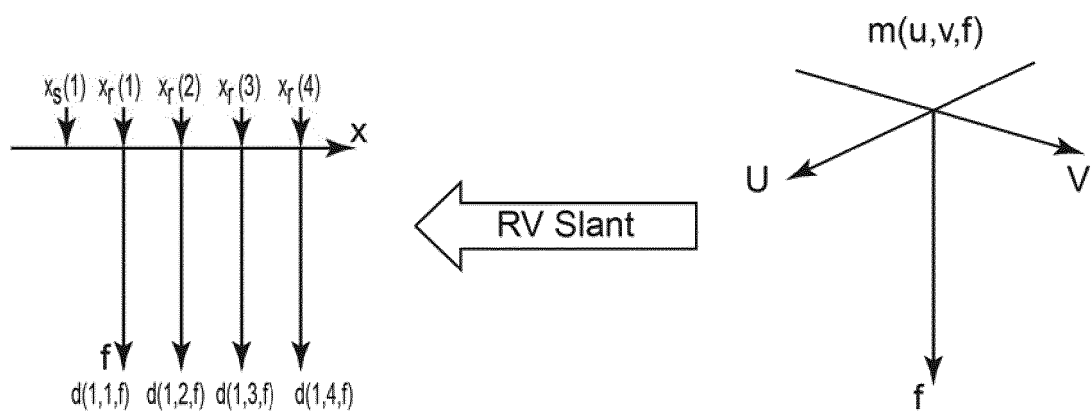 m(u,v,f)
xₛ(1) xᵣ(1) xᵣ(2) xᵣ(3) xᵣ(4)
x
U
V
RV Slant
f
d(1,1,f) d(1,2,f) d(1,3,f) d(1,4,f)
f